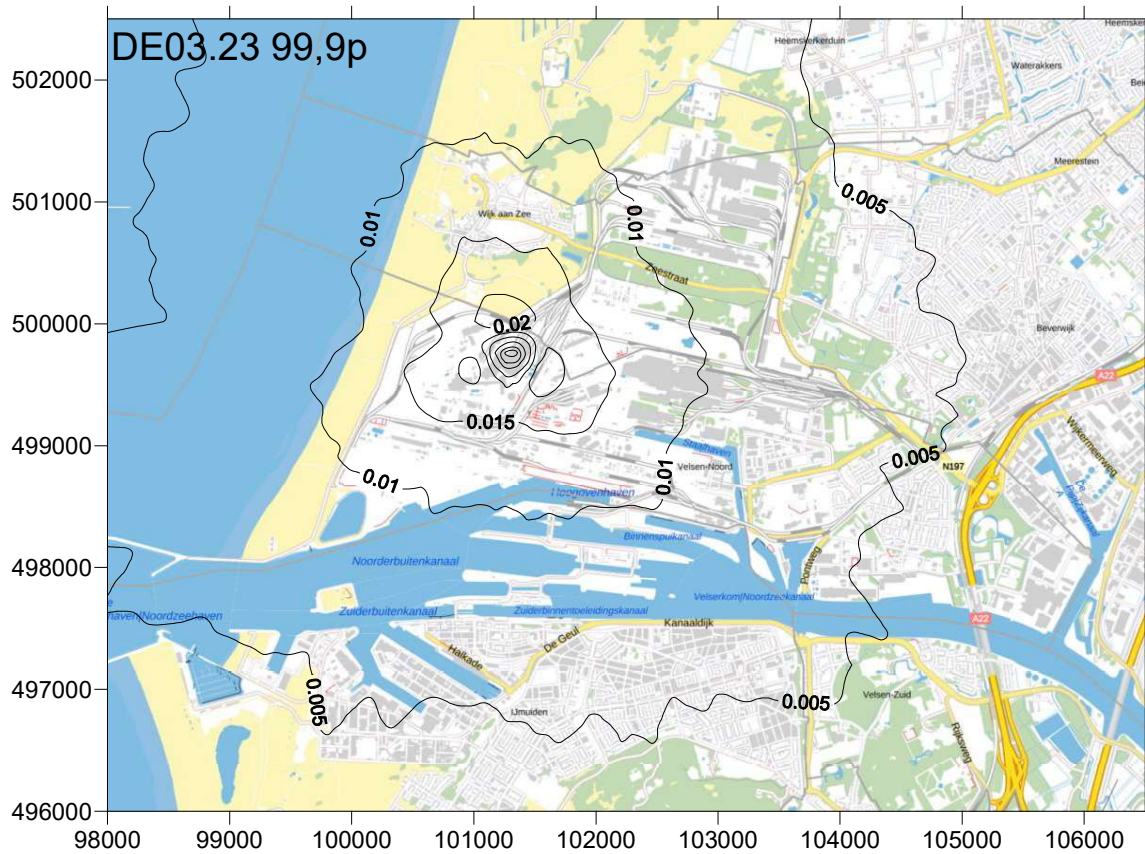 DE03.23 99,9p
502000
501000
500000
499000
498000
497000
496000
98000 99000 100000 101000 102000 103000 104000 105000 106000
Heemskerkerduin
Heemsker
Waterakkers
Meerestein
0.005
0.01
0.01
Wijk aan Zee
Zeestraat
0.02
Beverwijk
A22
0.015
Wijkermeerweg
0.005
N197
Staalhaven
Velsen-Noord
0.01
0.01
Hoogovenhaven
Binnenspuikanaal
Noorderbuitenkanaal
Pontweg
haven|Noordzeehaven
Zuiderbuitenkanaal
Zuiderbinnentoeleidingskanaal
Velserkom|Noordzeekanaal
A22
Kanaaldijk
De Geul
Halkade
0.005
IJmuiden
0.005
Velsen-Zuid
Rijksweg